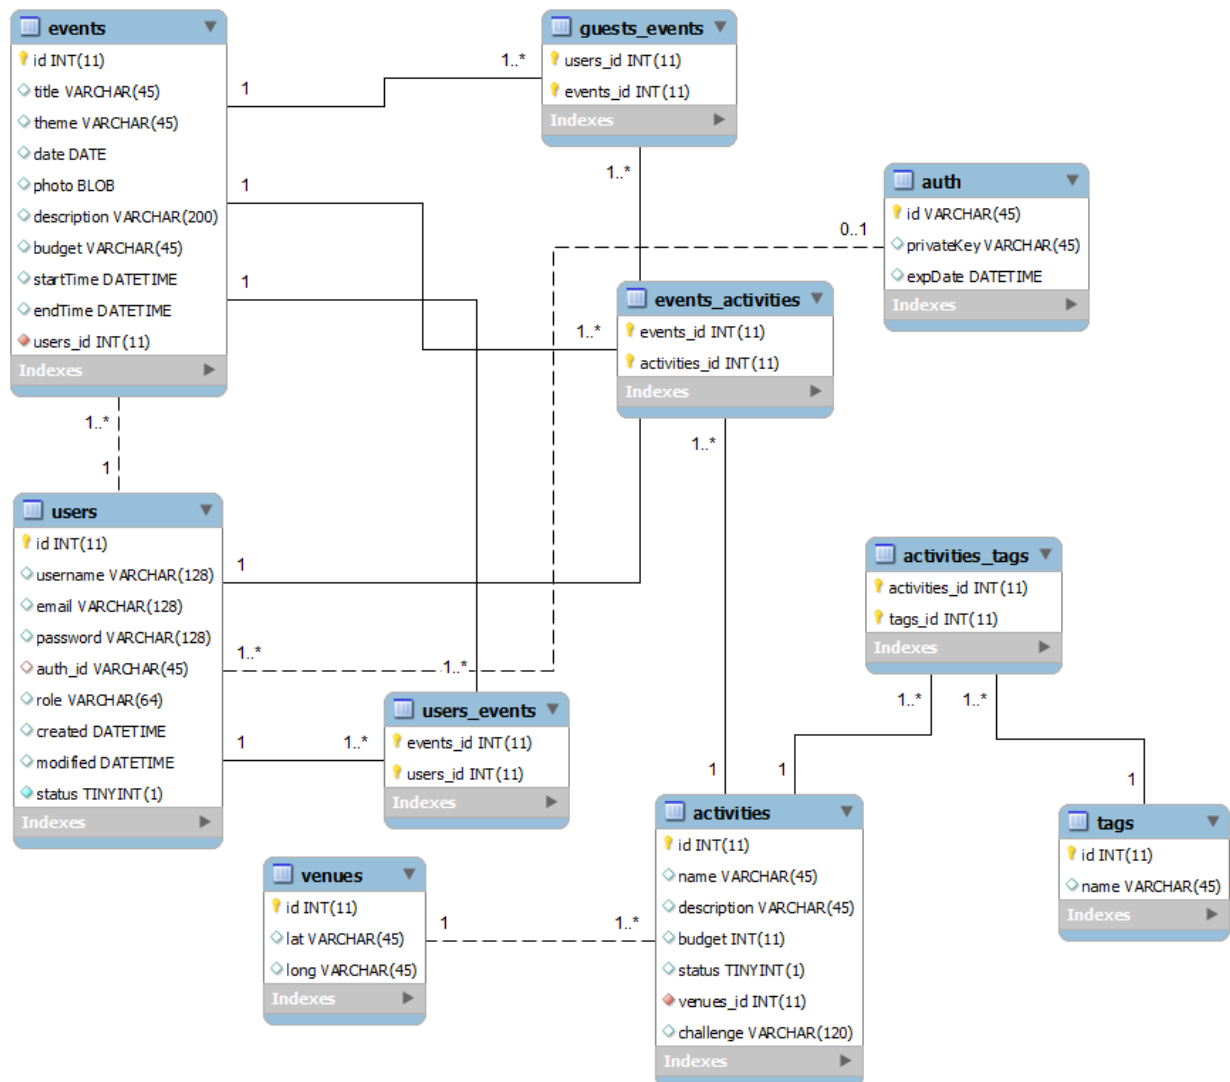 events
id INT(11)
title VARCHAR(45)
theme VARCHAR(45)
date DATE
photo BLOB
description VARCHAR(200)
budget VARCHAR(45)
startTime DATETIME
endTime DATETIME
users_id INT(11)
Indexes
guests_events
users_id INT(11)
events_id INT(11)
Indexes
1
1..*
1
1
1..*
auth
id VARCHAR(45)
privateKey VARCHAR(45)
expDate DATETIME
Indexes
0..1
events_activities
events_id INT(11)
activities_id INT(11)
Indexes
1..*
1..*
1
1..*
users
id INT(11)
username VARCHAR(128)
email VARCHAR(128)
password VARCHAR(128)
auth_id VARCHAR(45)
role VARCHAR(64)
created DATETIME
modified DATETIME
status TINYINT(1)
Indexes
1
1..*
1..*
1
1..*
users_events
events_id INT(11)
users_id INT(11)
Indexes
activities_tags
activities_id INT(11)
tags_id INT(11)
Indexes
1..*
1..*
1
1
1
activities
id INT(11)
name VARCHAR(45)
description VARCHAR(45)
budget INT(11)
status TINYINT(1)
venues_id INT(11)
challenge VARCHAR(120)
Indexes
tags
id INT(11)
name VARCHAR(45)
Indexes
venues
id INT(11)
lat VARCHAR(45)
long VARCHAR(45)
Indexes
1
1..*